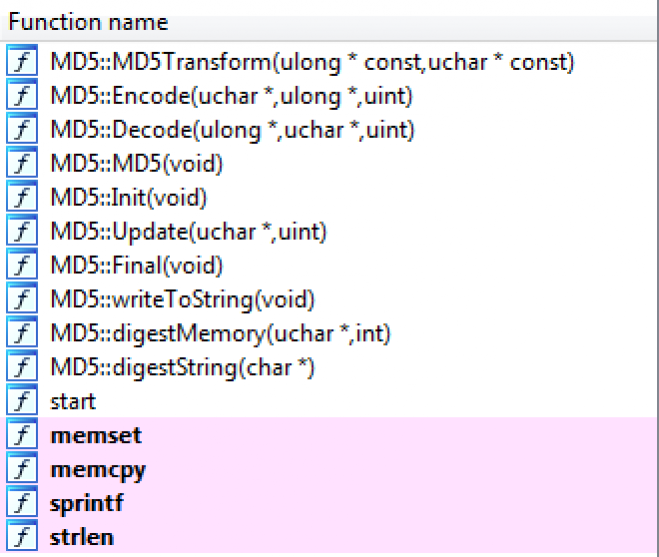 Function name
f MD5::MD5Transform(ulong * const,uchar * const)
f MD5::Encode(uchar *,ulong *,uint)
f MD5::Decode(ulong *,uchar *,uint)
f MD5::MD5(void)
f MD5::Init(void)
f MD5::Update(uchar *,uint)
f MD5::Final(void)
f MD5::writeToString(void)
f MD5::digestMemory(uchar *,int)
f MD5::digestString(char *)
f start
f memset
f memcpy
f sprintf
f strlen